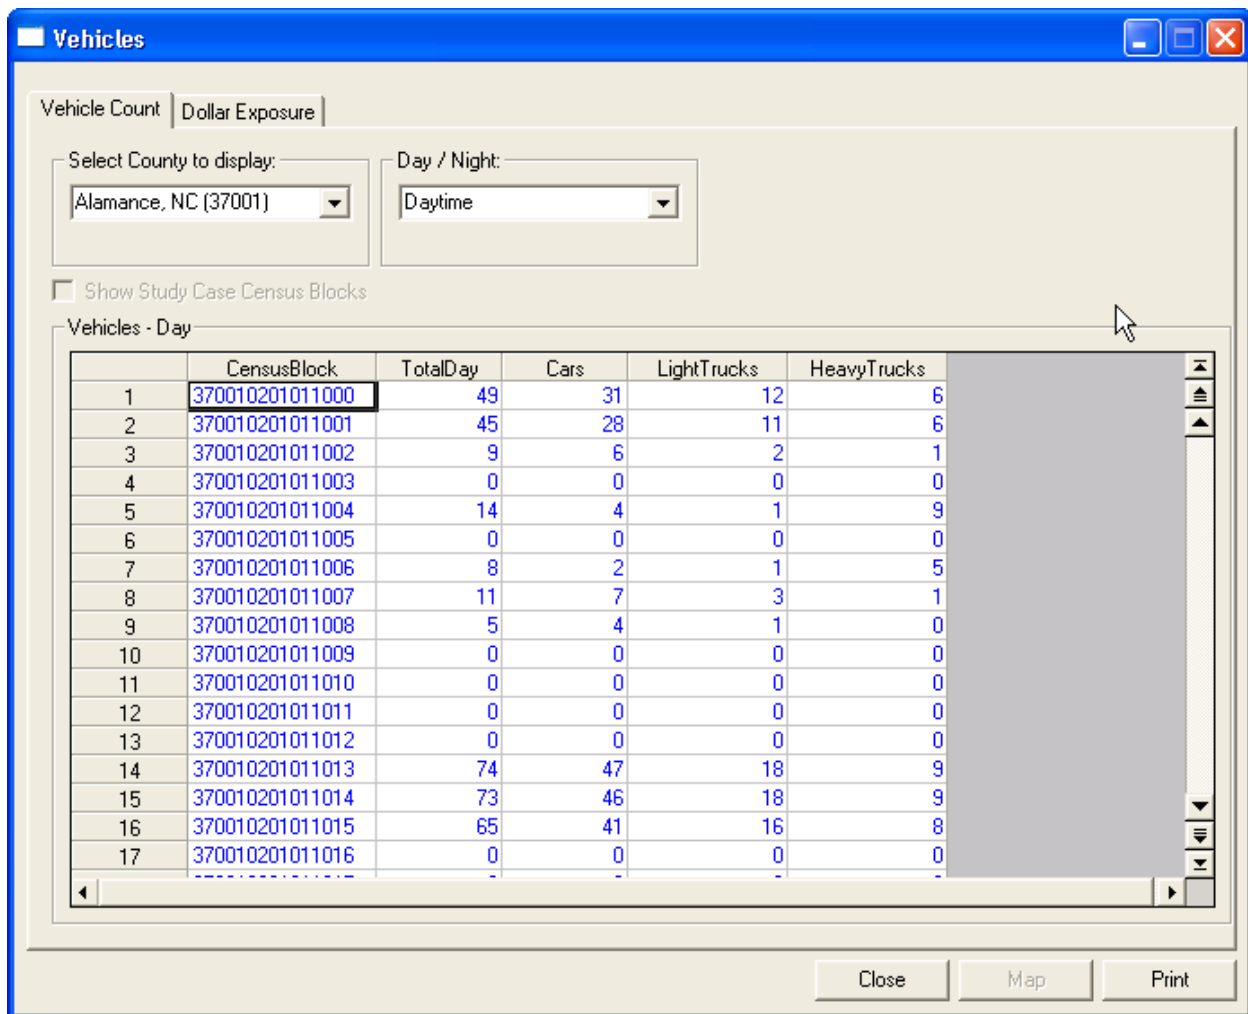 Vehicles
Vehicle Count Dollar Exposure
Select County to display: Day / Night:
Alamance, NC (37001) Daytime
Show Study Case Census Blocks
Vehicles - Day
CensusBlock TotalDay Cars LightTrucks HeavyTrucks
1 370010201011000 49 31 12 6
2 370010201011001 45 28 11 6
3 370010201011002 9 6 2 1
4 370010201011003 0 0 0 0
5 370010201011004 14 4 1 9
6 370010201011005 0 0 0 0
7 370010201011006 8 2 1 5
8 370010201011007 11 7 3 1
9 370010201011008 5 4 1 0
10 370010201011009 0 0 0 0
11 370010201011010 0 0 0 0
12 370010201011011 0 0 0 0
13 370010201011012 0 0 0 0
14 370010201011013 74 47 18 9
15 370010201011014 73 46 18 9
16 370010201011015 65 41 16 8
17 370010201011016 0 0 0 0
Close Map Print